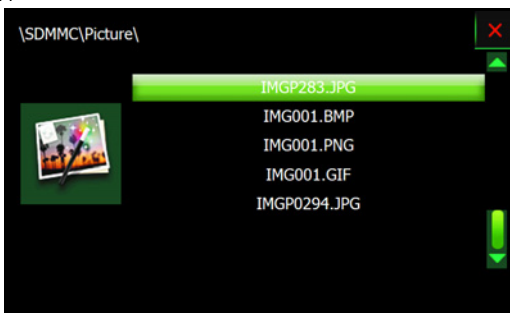 \SDMMC\Picture\
IMGP283.JPG
IMG001.BMP
IMG001.PNG
IMG001.GIF
IMGP0294.JPG